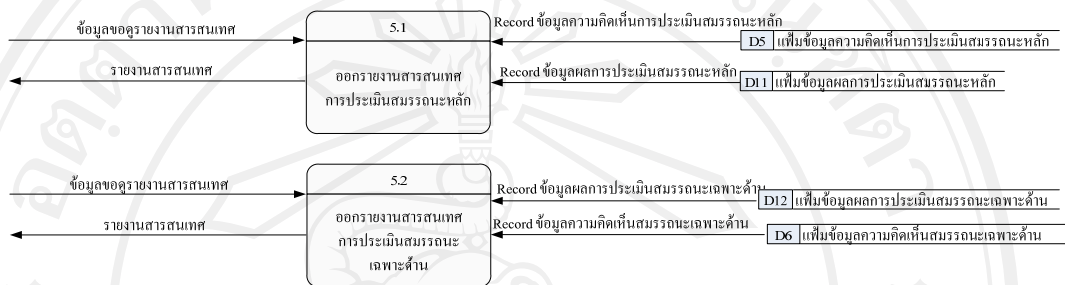 ข้อมูลขอดูรายงานสารสนเทศ
รายงานสารสนเทศ
5.1
ออกรายงานสารสนเทศ
การประเมินสมรรถนะหลัก
Record ข้อมูลความคิดเห็นการประเมินสมรรถนะหลัก
D5 แฟ้มข้อมูลความคิดเห็นการประเมินสมรรถนะหลัก
Record ข้อมูลผลการประเมินสมรรถนะหลัก
D11 แฟ้มข้อมูลผลการประเมินสมรรถนะหลัก
ข้อมูลขอดูรายงานสารสนเทศ
รายงานสารสนเทศ
5.2
ออกรายงานสารสนเทศ
การประเมินสมรรถนะ
เฉพาะด้าน
Record ข้อมูลผลการประเมินสมรรถนะเฉพาะด้าน
D12 แฟ้มข้อมูลผลการประเมินสมรรถนะเฉพาะด้าน
Record ข้อมูลความคิดเห็นสมรรถนะเฉพาะด้าน
D6 แฟ้มข้อมูลความคิดเห็นสมรรถนะเฉพาะด้าน